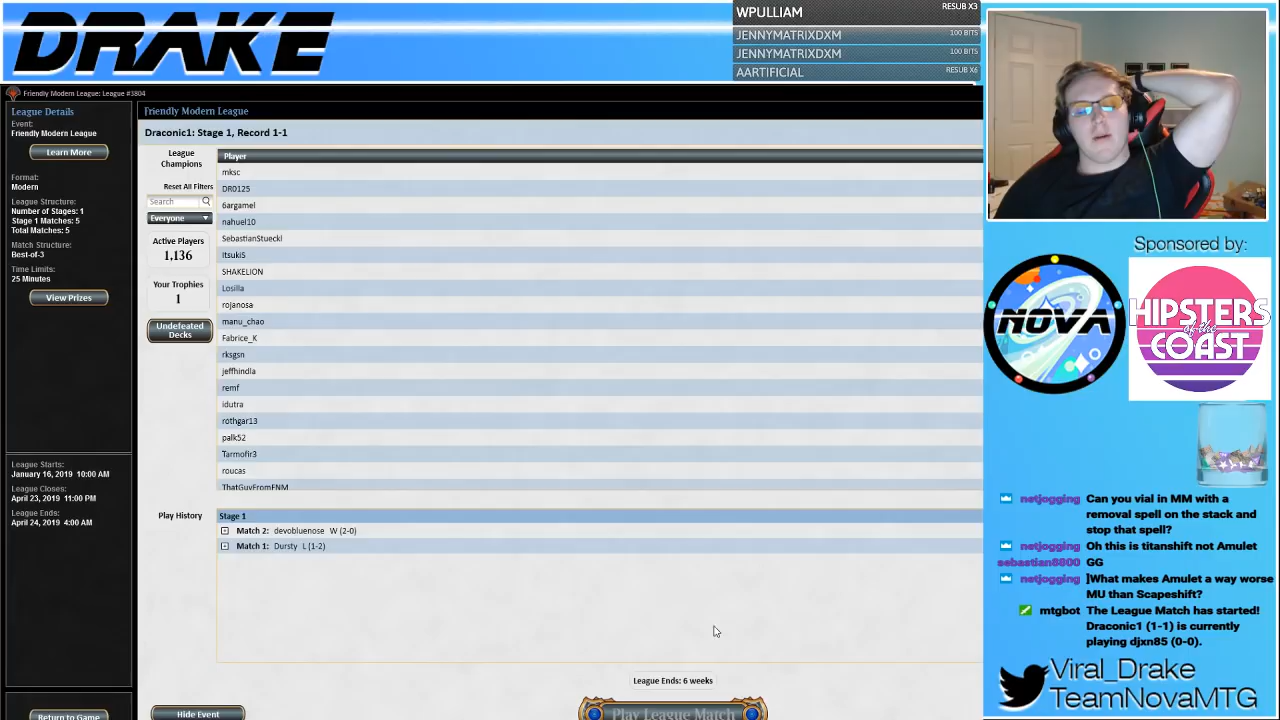 DRAKE
WPULLIAM RESUB X3
JENNYMATRIXDXM 100 BITS
JENNYMATRIXDXM 100 BITS
AARTIFICIAL RESUB X6
Friendly Modern League: League #3804
League Details
Event:
Friendly Modern League
Learn More
Format:
Modern
League Structure:
Number of Stages: 1
Stage 1 Matches: 5
Total Matches: 5
Match Structure:
Best-of-3
Time Limits:
25 Minutes
View Prizes
League Starts:
January 16, 2019 10:00 AM
League Closes:
April 23, 2019 11:00 PM
League Ends:
April 24, 2019 4:00 AM
Return to Game
Friendly Modern League
Draconic1: Stage 1, Record 1-1
League
Champions
Reset All Filters
Search
Everyone
Active Players
1,136
Your Trophies
1
Undefeated
Decks
Player
mksc
DR0125
6argamel
nahuel10
SebastianStueckl
ItsukiS
SHAKELION
Losilla
rojanosa
manu_chao
Fabrice_K
rksgsn
jeffhindla
remf
idutra
rothgar13
palk52
Tarmofir3
roucas
ThatGuyFromFNM
Play History
Stage 1
Match 2: devobluenose W (2-0)
Match 1: Dursty L (1-2)
League Ends: 6 weeks
Hide Event
Play League Match
Sponsored by:
NOVA
HIPSTERS
of the
COAST
netjogging Can you vial in MM with a
removal spell on the stack and
stop that spell?
netjogging Oh this is titanshift not Amulet
sebastian8800 GG
netjogging ]What makes Amulet a way worse
MU than Scapeshift?
mtgbot The League Match has started!
Draconic1 (1-1) is currently
playing djxn85 (0-0).
Viral_Drake
TeamNovaMTG